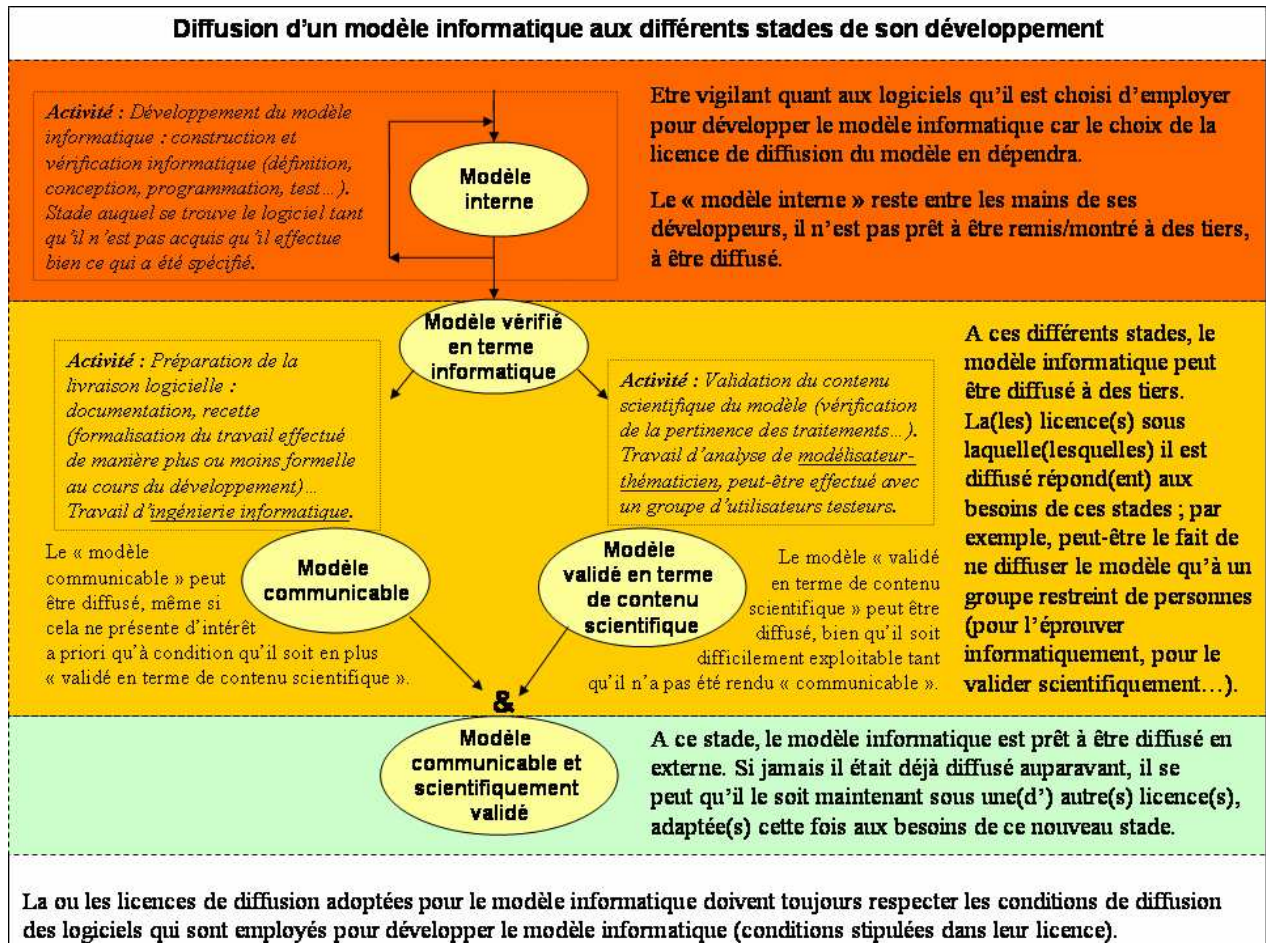 Diffusion d’un modèle informatique aux différents stades de son développement
Activité : Développement du modèle
informatique : construction et
vérification informatique (définition,
conception, programmation, test…).
Stade auquel se trouve le logiciel tant
qu’il n’est pas acquis qu’il effectue
bien ce qui a été spécifié.
Modèle
interne
Etre vigilant quant aux logiciels qu’il est choisi d’employer
pour développer le modèle informatique car le choix de la
licence de diffusion du modèle en dépendra.
Le « modèle interne » reste entre les mains de ses
développeurs, il n’est pas prêt à être remis/montré à des tiers,
à être diffusé.
Modèle vérifié
en terme
informatique
Activité : Préparation de la
livraison logicielle :
documentation, recette
(formalisation du travail effectué
de manière plus ou moins formelle
au cours du développement)…
Travail d’ingénierie informatique.
Activité : Validation du contenu
scientifique du modèle (vérification
de la pertinence des traitements…).
Travail d’analyse de modélisateur-
thématicien, peut-être effectué avec
un groupe d’utilisateurs testeurs.
Le « modèle
communicable » peut
être diffusé, même si
cela ne présente d’intérêt
a priori qu’à condition qu’il soit en plus
« validé en terme de contenu scientifique ».
Modèle
communicable
Modèle
validé en terme
de contenu
scientifique
Le modèle « validé
en terme de contenu
scientifique » peut être
diffusé, bien qu’il soit
difficilement exploitable tant
qu’il n’a pas été rendu « communicable ».
A ces différents stades, le
modèle informatique peut
être diffusé à des tiers.
La(les) licence(s) sous
laquelle(lesquelles) il est
diffusé répond(ent) aux
besoins de ces stades ; par
exemple, peut-être le fait de
ne diffuser le modèle qu’à un
groupe restreint de personnes
(pour l’éprouver
informatiquement, pour le
valider scientifiquement…).
&
Modèle
communicable et
scientifiquement
validé
A ce stade, le modèle informatique est prêt à être diffusé en
externe. Si jamais il était déjà diffusé auparavant, il se
peut qu’il le soit maintenant sous une(d’) autre(s) licence(s),
adaptée(s) cette fois aux besoins de ce nouveau stade.
La ou les licences de diffusion adoptées pour le modèle informatique doivent toujours respecter les conditions de diffusion
des logiciels qui sont employés pour développer le modèle informatique (conditions stipulées dans leur licence).